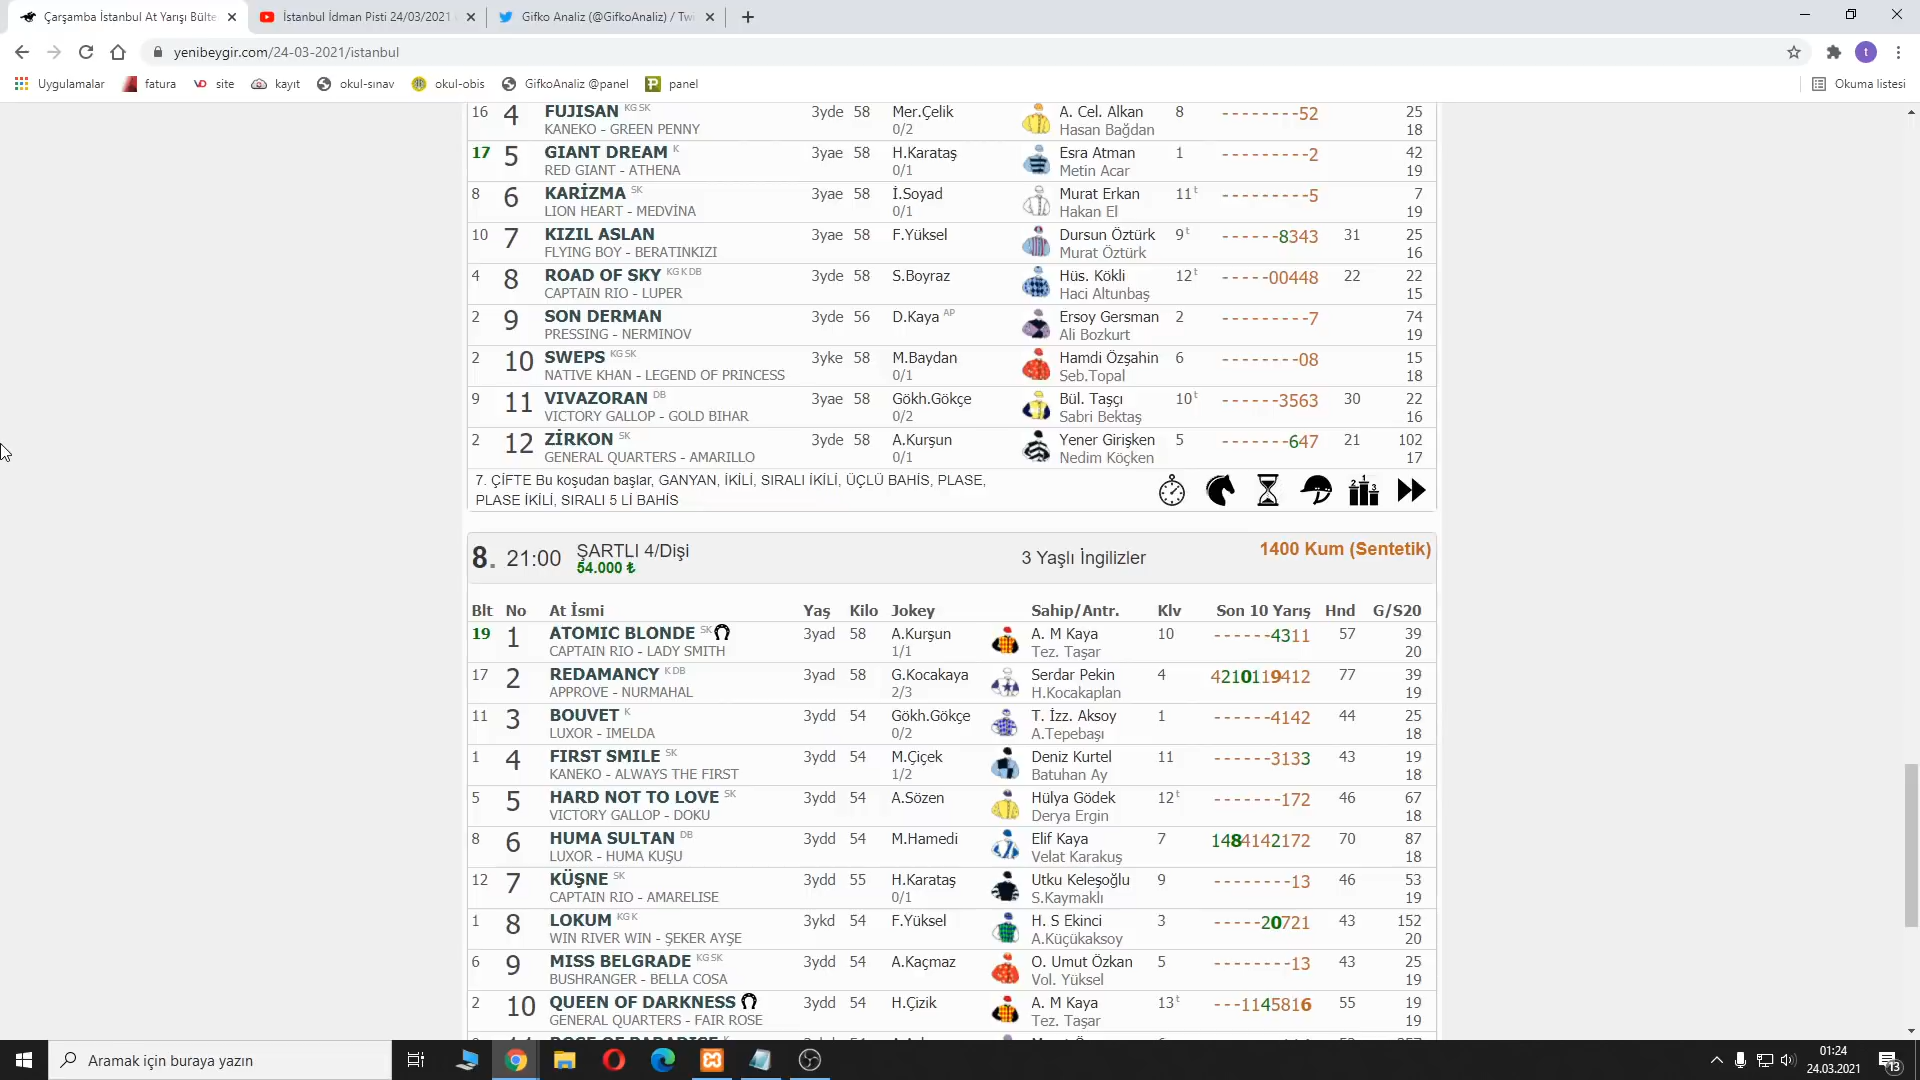 Çarşamba İstanbul At Yarışı Bülte
İstanbul İdman Pisti 24/03/2021
Gifko Analiz (@GifkoAnaliz) / Tw
yenibeygir.com/24-03-2021/istanbul
t
Uygulamalar fatura site kayıt okul-sınav okul-obis GifkoAnaliz @panel panel Okuma listesi
16 4 FUJISAN KG SK 3yde 58 Mer.Çelik A. Cel. Alkan 8 --------52 25
KANEKO - GREEN PENNY 0/2 Hasan Bağdan 18
17 5 GIANT DREAM K 3yae 58 H.Karataş Esra Atman 1 ---------2 42
RED GIANT - ATHENA 0/1 Metin Acar 19
8 6 KARİZMA SK 3yae 58 İ.Soyad Murat Erkan 11 t ---------5 7
LION HEART - MEDVİNA 0/1 Hakan El 19
10 7 KIZIL ASLAN 3yae 58 F.Yüksel Dursun Öztürk 9 t ------8343 31 25
FLYING BOY - BERATINKIZI Murat Öztürk 16
4 8 ROAD OF SKY KG K DB 3yde 58 S.Boyraz Hüs. Kökli 12 t -----00448 22 22
CAPTAIN RIO - LUPER Haci Altunbaş 15
2 9 SON DERMAN 3yde 56 D.Kaya AP Ersoy Gersman 2 ---------7 74
PRESSING - NERMINOV Ali Bozkurt 19
2 10 SWEPS KG SK 3yke 58 M.Baydan Hamdi Özşahin 6 --------08 15
NATIVE KHAN - LEGEND OF PRINCESS 0/1 Seb.Topal 18
9 11 VIVAZORAN DB 3yae 58 Gökh.Gökçe Bül. Taşçı 10 t ------3563 30 22
VICTORY GALLOP - GOLD BIHAR 0/2 Sabri Bektaş 16
2 12 ZİRKON SK 3yde 58 A.Kurşun Yener Girişken 5 -------647 21 102
GENERAL QUARTERS - AMARILLO 0/1 Nedim Köçken 17
7. ÇİFTE Bu koşudan başlar, GANYAN, İKİLİ, SIRALI İKİLİ, ÜÇLÜ BAHİS, PLASE,
PLASE İKİLİ, SIRALI 5 Lİ BAHİS
8. 21:00 ŞARTLI 4/Dişi 3 Yaşlı İngilizler 1400 Kum (Sentetik)
54.000 ₺
Blt No At İsmi Yaş Kilo Jokey Sahip/Antr. Klv Son 10 Yarış Hnd G/S20
19 1 ATOMIC BLONDE SK 3yad 58 A.Kurşun A. M Kaya 10 ------4311 57 39
CAPTAIN RIO - LADY SMITH 1/1 Tez. Taşar 20
17 2 REDAMANCY K DB 3yad 58 G.Kocakaya Serdar Pekin 4 4210119412 77 39
APPROVE - NURMAHAL 2/3 H.Kocakaplan 19
11 3 BOUVET K 3ydd 54 Gökh.Gökçe T. İzz. Aksoy 1 ------4142 44 25
LUXOR - IMELDA 0/2 A.Tepebaşı 18
1 4 FIRST SMILE SK 3ydd 54 M.Çiçek Deniz Kurtel 11 ------3133 43 19
KANEKO - ALWAYS THE FIRST 1/2 Batuhan Ay 18
5 5 HARD NOT TO LOVE SK 3ydd 54 A.Sözen Hülya Gödek 12 t -------172 46 67
VICTORY GALLOP - DOKU Derya Ergin 18
8 6 HUMA SULTAN DB 3ydd 54 M.Hamedi Elif Kaya 7 1484142172 70 87
LUXOR - HUMA KUŞU Velat Karakuş 18
12 7 KÜŞNE SK 3ydd 55 H.Karataş Utku Keleşoğlu 9 --------13 46 53
CAPTAIN RIO - AMARELISE 0/1 S.Kaymaklı 19
1 8 LOKUM KG K 3ykd 54 F.Yüksel H. S Ekinci 3 -----20721 43 152
WIN RIVER WIN - ŞEKER AYŞE A.Küçükaksoy 20
6 9 MISS BELGRADE KG SK 3ydd 54 A.Kaçmaz O. Umut Özkan 5 --------13 43 25
BUSHRANGER - BELLA COSA Vol. Yüksel 19
2 10 QUEEN OF DARKNESS 3ydd 54 H.Çizik A. M Kaya 13 t ---1145816 55 19
GENERAL QUARTERS - FAIR ROSE Tez. Taşar 19
Aramak için buraya yazın
01:24
24.03.2021
13